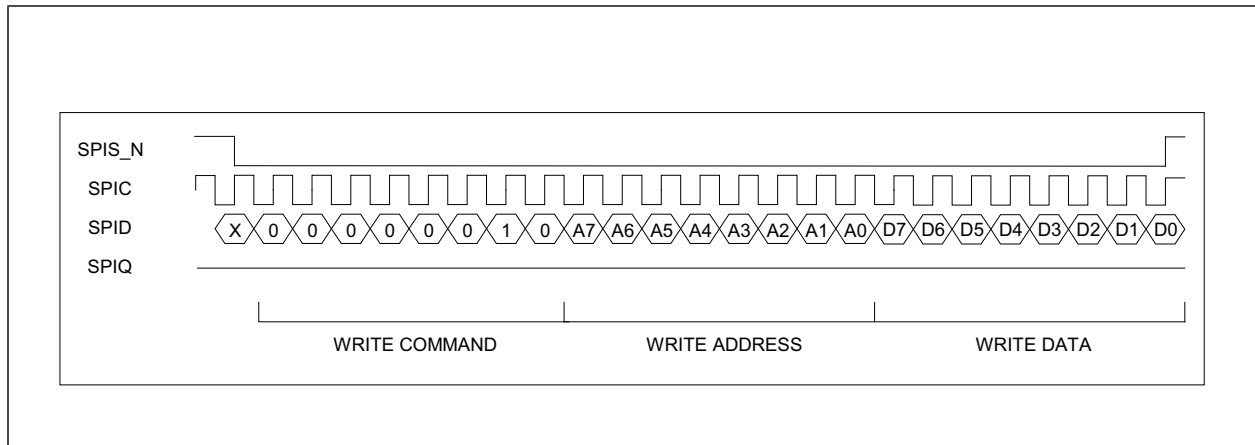 SPIS_N
SPIC
SPID X 0 0 0 0 0 0 1 0 A7 A6 A5 A4 A3 A2 A1 A0 D7 D6 D5 D4 D3 D2 D1 D0
SPIQ
WRITE COMMAND WRITE ADDRESS WRITE DATA